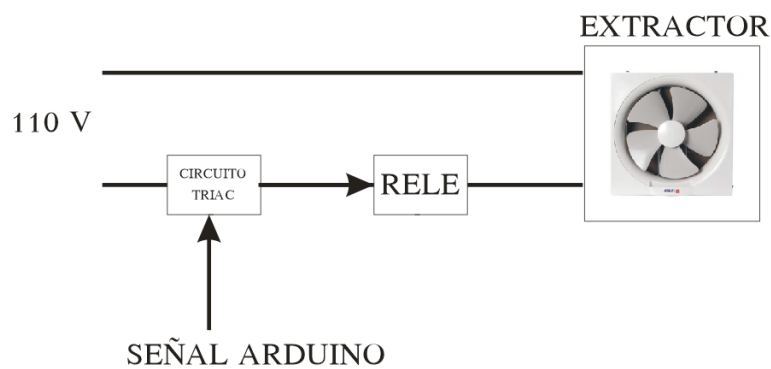 EXTRACTOR
110 V
CIRCUITO
TRIAC
RELE
SEÑAL ARDUINO